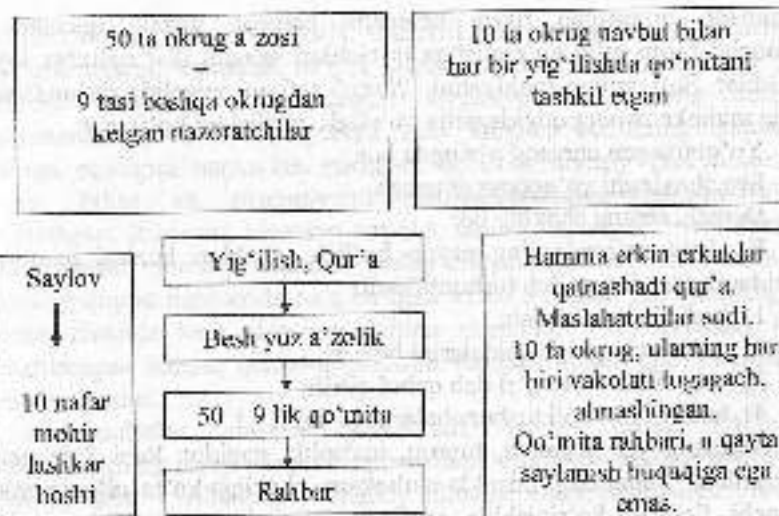 50 ta okrug a'zosi
–
9 tasi boshqa okrugdan
kelgan nazoratchilar
10 ta okrug navbat bilan
har bir yig'ilishda qo'mitani
tashkil etgan
Saylov
10 nafar
mohir
lashkar
boshi
Yig'ilish, Qur'a
Besh yuz a'zolik
50 9 lik qo'mita
Rahbar
Hamma erkin erkaklar
qatnashadi qur'a.
Maslahatchilar sudi.
10 ta okrug, ularning har
biri vakolati tugagach,
almashingan.
Qo'mita rahbari, u qayta
saylanish huquqiga ega
emas.